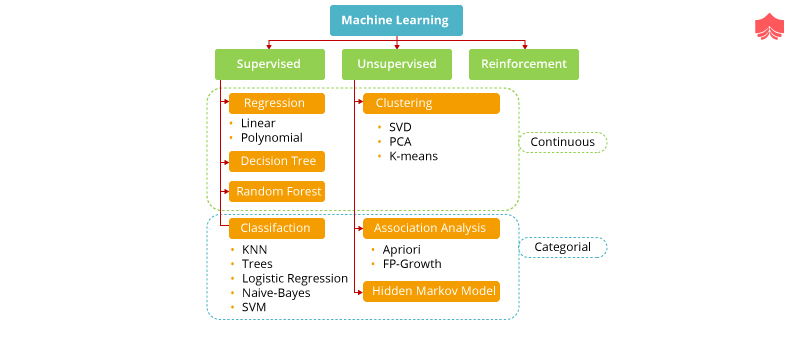 Machine Learning
Supervised
Unsupervised
Reinforcement
Regression
Linear
Polynomial
Decision Tree
Random Forest
Clustering
SVD
PCA
K-means
Continuous
Classifaction
KNN
Trees
Logistic Regression
Naive-Bayes
SVM
Association Analysis
Apriori
FP-Growth
Hidden Markov Model
Categorial